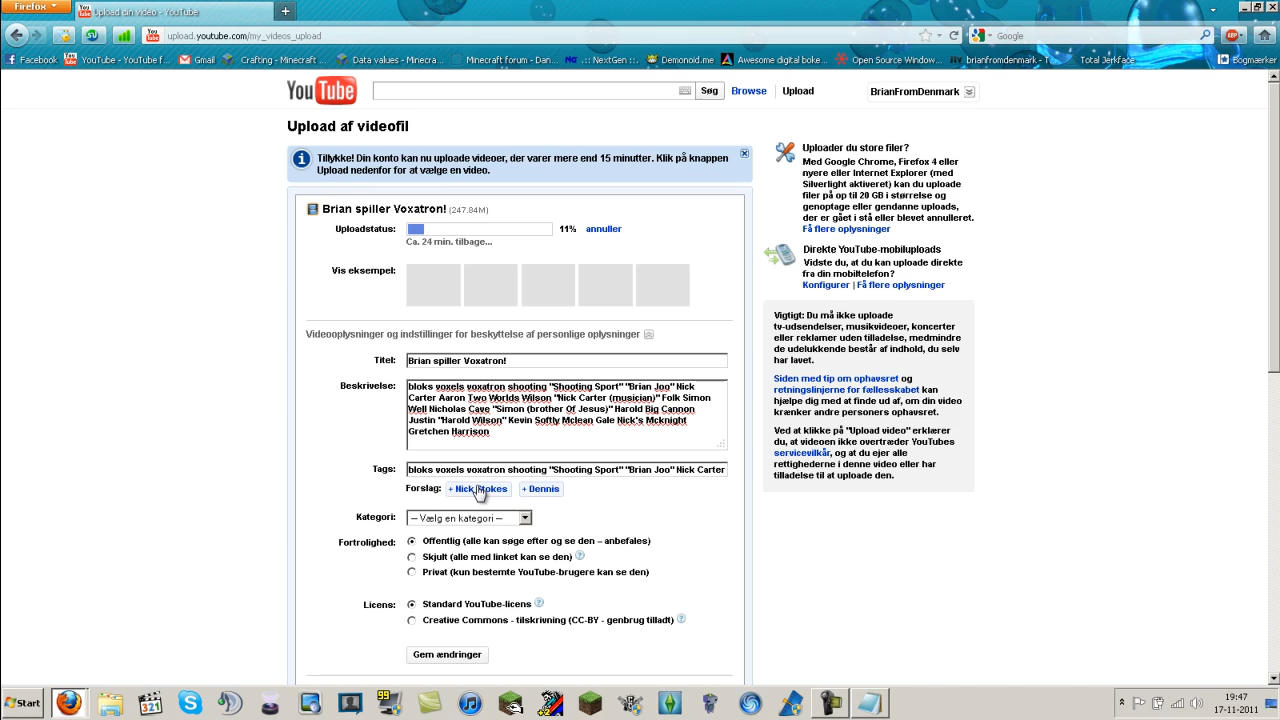 Firefox
Upload din video - YouTube
upload.youtube.com/my_videos_upload
Google
Facebook
YouTube - YouTube f...
Gmail
Crafting - Minecraft...
Data values - Minecra...
Minecraft forum - Dan...
.:: NextGen ::.
Demonoid.me
Awesome digital boke...
Open Source Window...
brianfromdenmark - T...
Total Jerkface
Bogmærker
YouTube
Søg
Browse
Upload
BrianFromDenmark
Upload af videofil
Tillykke! Din konto kan nu uploade videoer, der varer mere end 15 minutter. Klik på knappen
Upload nedenfor for at vælge en video.
Brian spiller Voxatron! (247.84M)
Uploadstatus:
11%
annuller
Ca. 24 min. tilbage...
Vis eksempel:
Videooplysninger og indstillinger for beskyttelse af personlige oplysninger
Titel:
Brian spiller Voxatron!
Beskrivelse:
bloks voxels voxatron shooting "Shooting Sport" "Brian Joo" Nick
Carter Aaron Two Worlds Wilson "Nick Carter (musician)" Folk Simon
Well Nicholas Cave "Simon (brother Of Jesus)" Harold Big Cannon
Justin "Harold Wilson" Kevin Softly Mclean Gale Nick's Mcknight
Gretchen Harrison
Tags:
bloks voxels voxatron shooting "Shooting Sport" "Brian Joo" Nick Carter
Forslag:
+ Nick Stokes
+ Dennis
Kategori:
-- Vælg en kategori --
Fortrolighed:
Offentlig (alle kan søge efter og se den – anbefales)
Skjult (alle med linket kan se den)
Privat (kun bestemte YouTube-brugere kan se den)
Licens:
Standard YouTube-licens
Creative Commons - tilskrivning (CC-BY - genbrug tilladt)
Gem ændringer
Uploader du store filer?
Med Google Chrome, Firefox 4 eller
nyere eller Internet Explorer (med
Silverlight aktiveret) kan du uploade
filer på op til 20 GB i størrelse og
genoptage eller gendanne uploads,
der er gået i stå eller blevet annulleret.
Få flere oplysninger
Direkte YouTube-mobiluploads
Vidste du, at du kan uploade direkte
fra din mobiltelefon?
Konfigurer | Få flere oplysninger
Vigtigt: Du må ikke uploade
tv-udsendelser, musikvideoer, koncerter
eller reklamer uden tilladelse, medmindre
de udelukkende består af indhold, du selv
har lavet.
Siden med tip om ophavsret og
retningslinjerne for fællesskabet kan
hjælpe dig med at finde ud af, om din video
krænker andre personers ophavsret.
Ved at klikke på "Upload video" erklærer
du, at videoen ikke overtræder YouTubes
servicevilkår, og at du ejer alle
rettighederne i denne video eller har
tilladelse til at uploade den.
Start
321
99
+2
19:47
17-11-2011